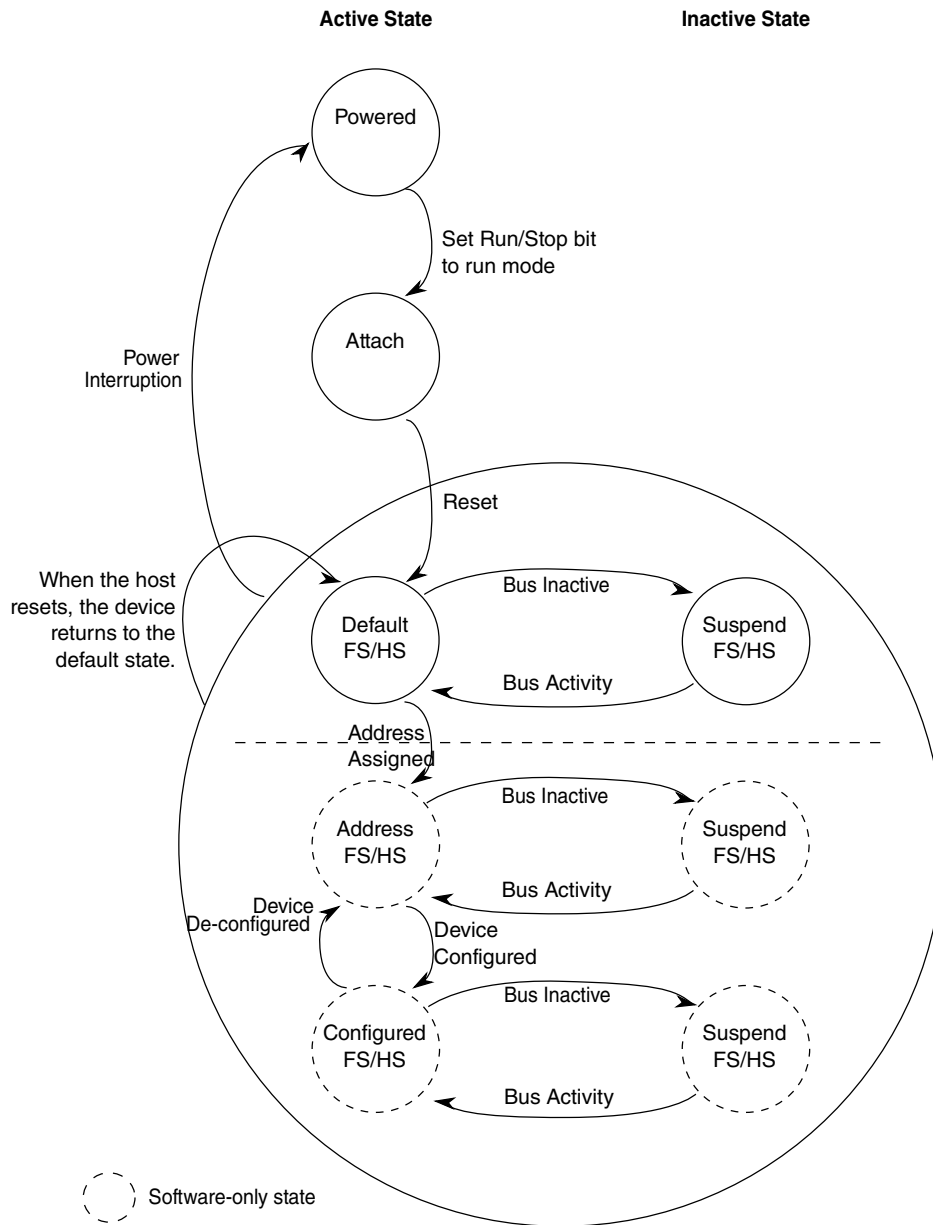 Active State
Inactive State
Powered
Set Run/Stop bit
to run mode
Attach
Power
Interruption
Reset
When the host
resets, the device
returns to the
default state.
Default
FS/HS
Bus Inactive
Suspend
FS/HS
Bus Activity
Address
Assigned
Address
FS/HS
Bus Inactive
Suspend
FS/HS
Bus Activity
Device
De-configured
Device
Configured
Configured
FS/HS
Bus Inactive
Suspend
FS/HS
Bus Activity
Software-only state